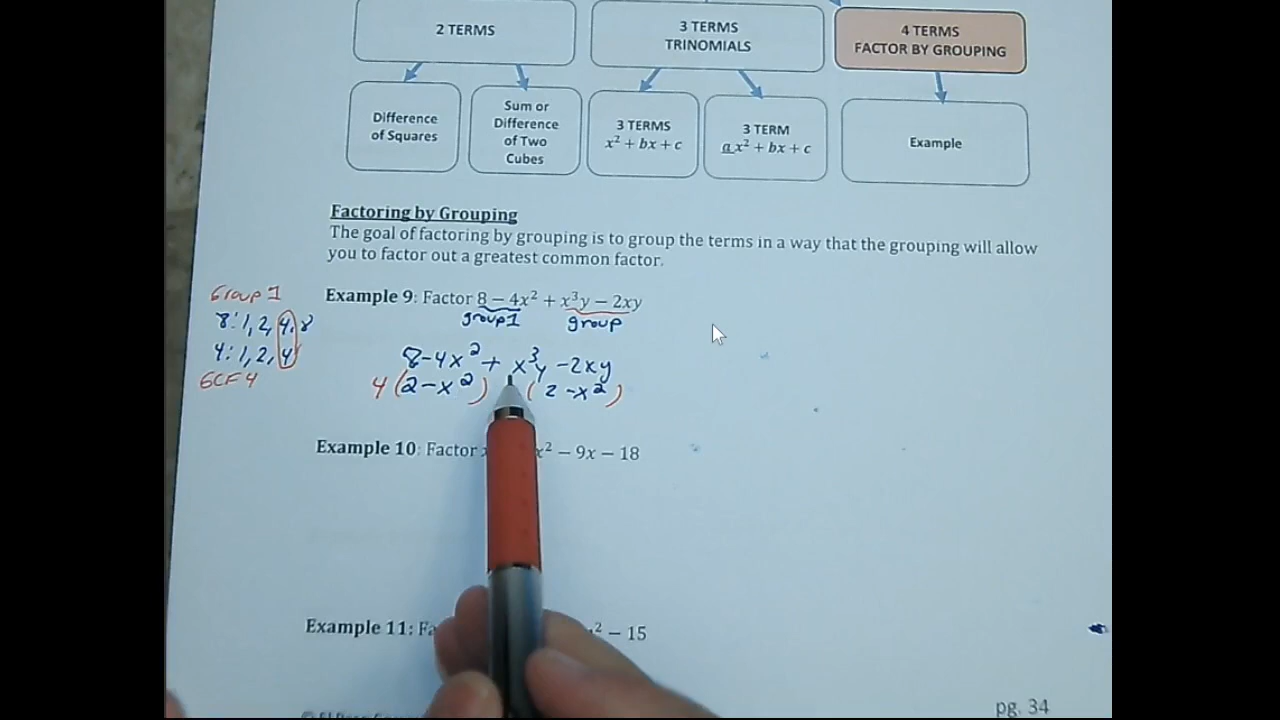 2 TERMS
3 TERMS
TRINOMIALS
4 TERMS
FACTOR BY GROUPING
Difference
of Squares
Sum or
Difference
of Two
Cubes
3 TERMS
x² + bx + c
3 TERM
ax² + bx + c
Example
Factoring by Grouping
The goal of factoring by grouping is to group the terms in a way that the grouping will allow
you to factor out a greatest common factor.
Example 9: Factor 8 − 4x² + x³y − 2xy
group1 group
Group 1
8: 1, 2, 4, 8
4: 1, 2, 4
GCF 4
8-4x²+ x³y -2xy
4(2-x²) (2-x²)
Example 10: Factor x² − 9x − 18
Example 11: ² − 15
pg. 34